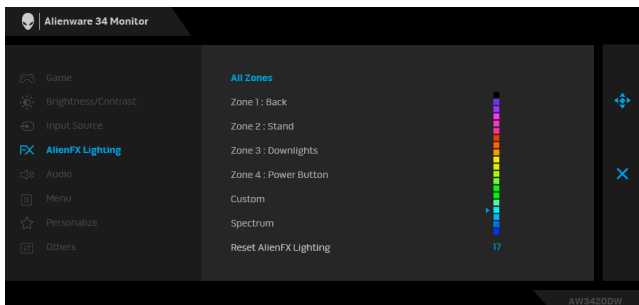 Alienware 34 Monitor
Game
Brightness/Contrast
Input Source
FX AlienFX Lighting
Audio
Menu
Personalize
Others
All Zones
Zone 1 : Back
Zone 2 : Stand
Zone 3 : Downlights
Zone 4 : Power Button
Custom
Spectrum
Reset AlienFX Lighting
17
AW3420DW